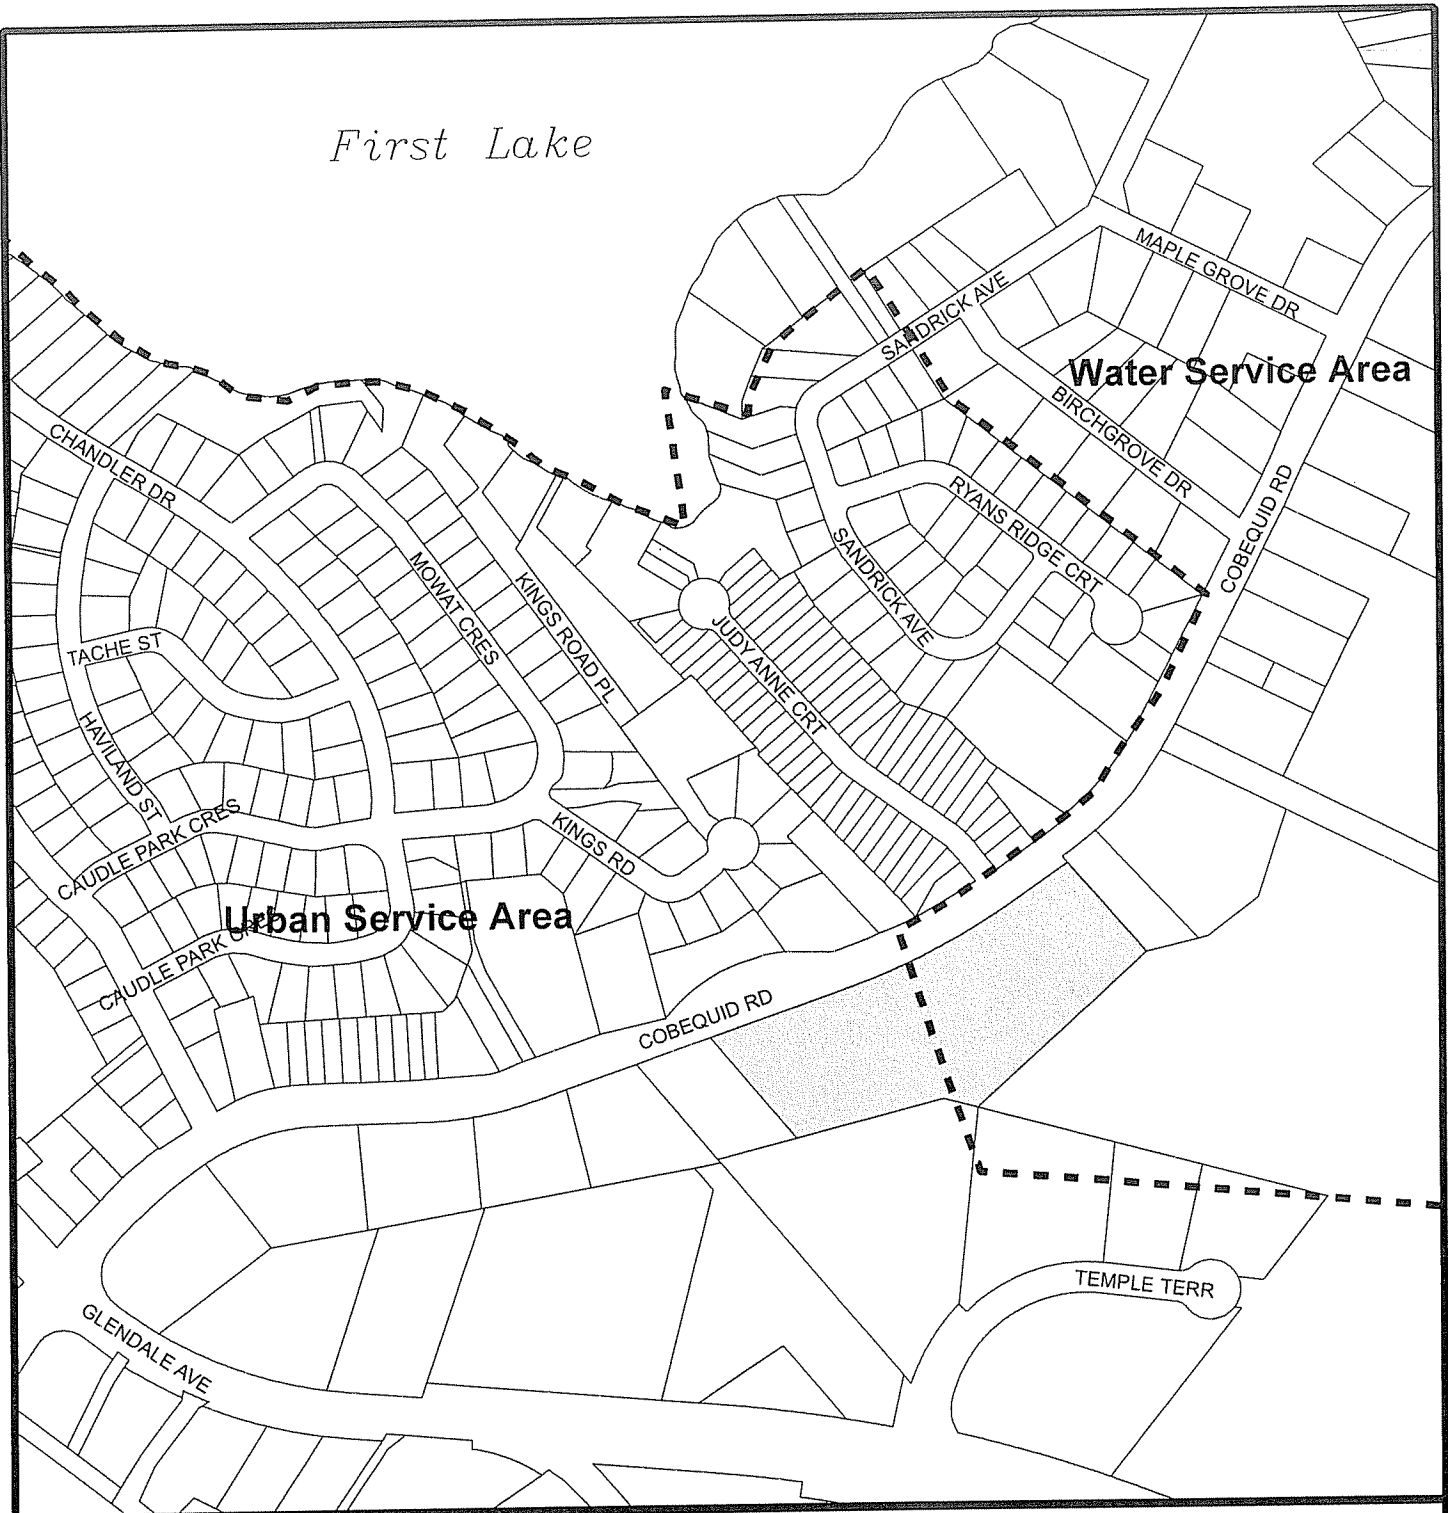 First Lake
MAPLE GROVE DR
SANDRICK AVE
Water Service Area
BIRCHGROVE DR
CHANDLER DR
COBEQUID RD
RYANS RIDGE CRT
SANDRICK AVE
MOWAT CRES
KINGS ROAD PL
JUDY ANNE CRT
TACHE ST
HAVILAND ST
CAUDLE PARK CRES
KINGS RD
Urban Service Area
CAUDLE PARK
COBEQUID RD
TEMPLE TERR
GLENDALE AVE